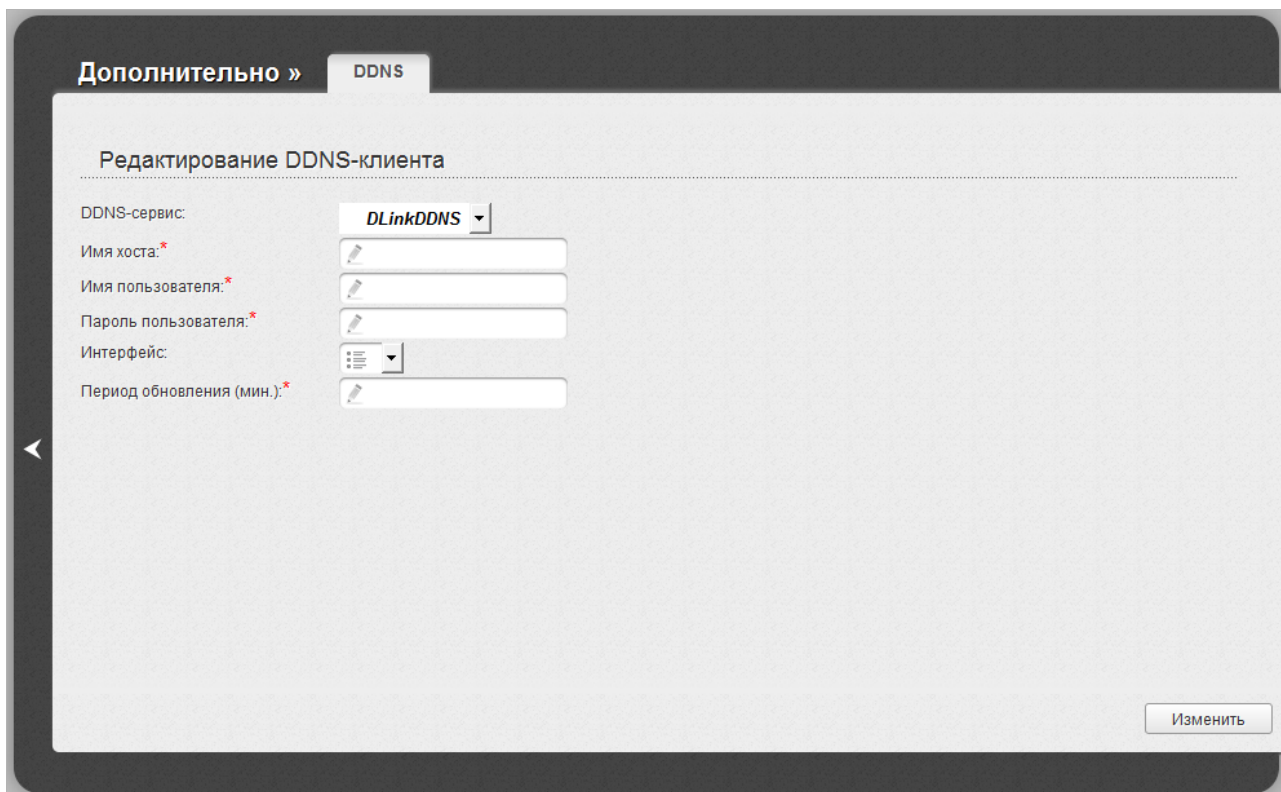 Дополнительно »
DDNS
Редактирование DDNS-клиента
DDNS-сервис: DLinkDDNS
Имя хоста:*
Имя пользователя:*
Пароль пользователя:*
Интерфейс:
Период обновления (мин.):*
Изменить